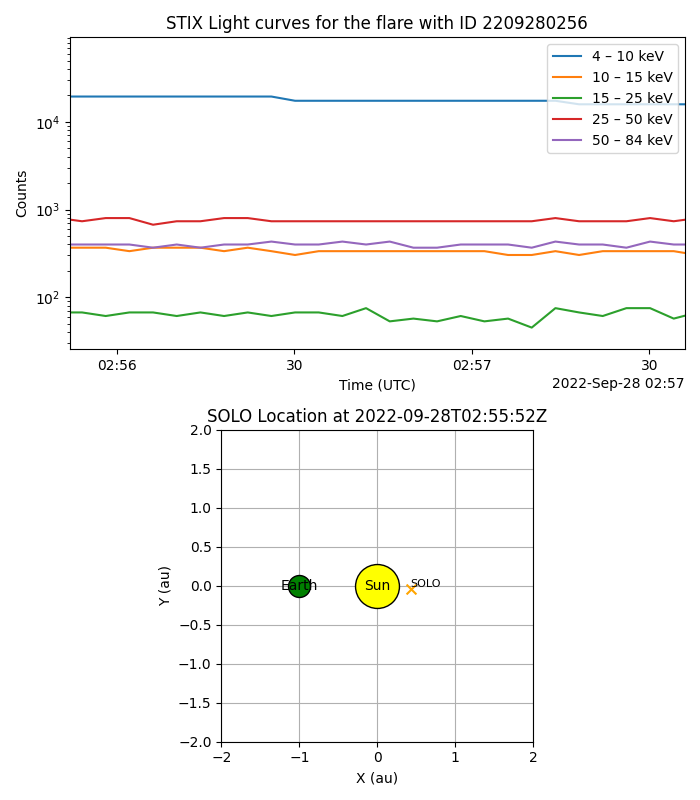 STIX Light curves for the flare with ID 2209280256
4 – 10 keV
10 – 15 keV
15 – 25 keV
25 – 50 keV
50 – 84 keV
10⁴
10³
10²
Counts
02:56
30
02:57
30
Time (UTC)
2022-Sep-28 02:57
SOLO Location at 2022-09-28T02:55:52Z
2.0
1.5
1.0
0.5
0.0
−0.5
−1.0
−1.5
−2.0
Y (au)
Earth
Sun
SOLO
−2
−1
0
1
2
X (au)